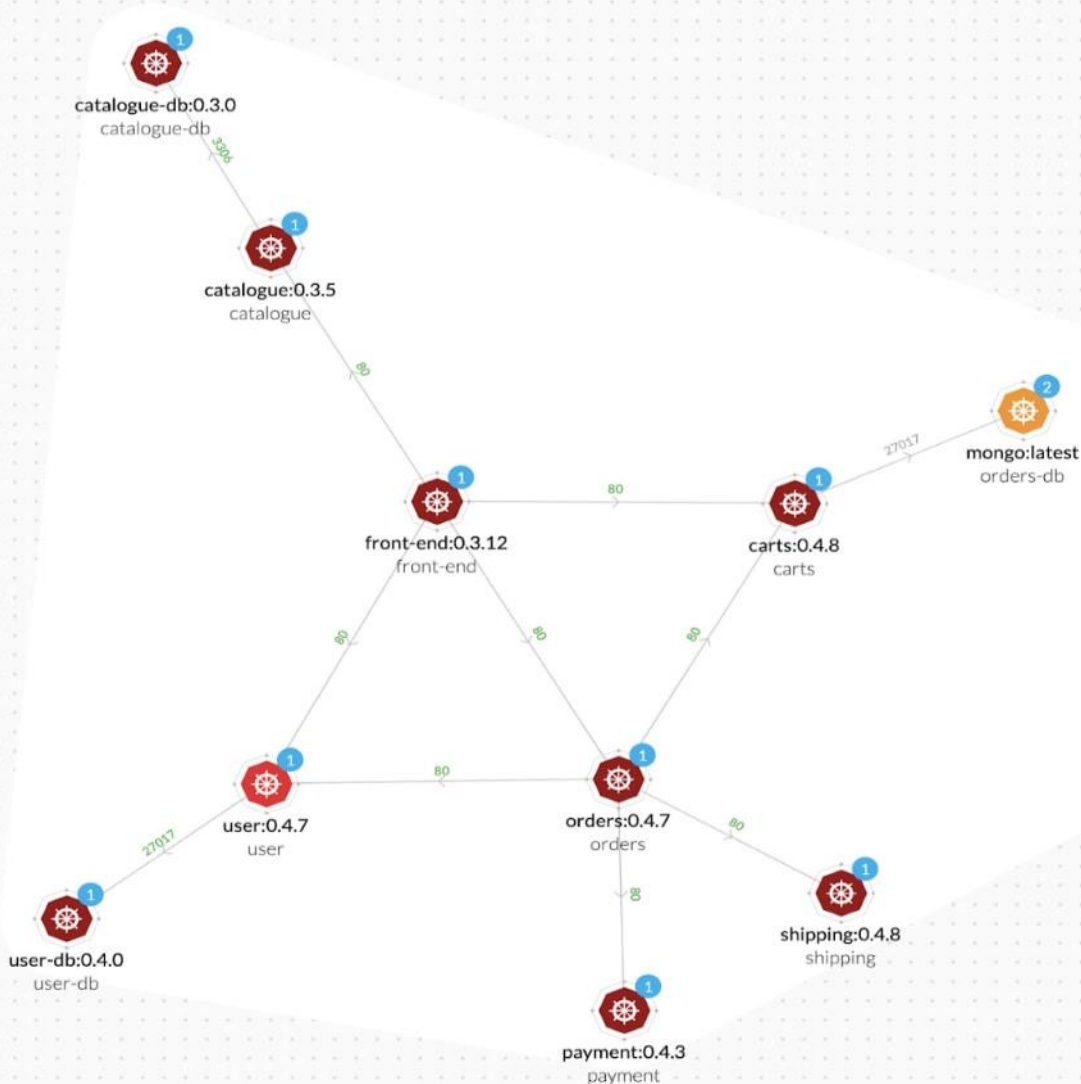 1
catalogue-db:0.3.0
catalogue-db
3306
1
catalogue:0.3.5
catalogue
80
2
mongo:latest
orders-db
27017
1
front-end:0.3.12
front-end
80
1
carts:0.4.8
carts
80
80
80
1
user:0.4.7
user
80
1
orders:0.4.7
orders
80
27017
80
1
user-db:0.4.0
user-db
1
shipping:0.4.8
shipping
1
payment:0.4.3
payment